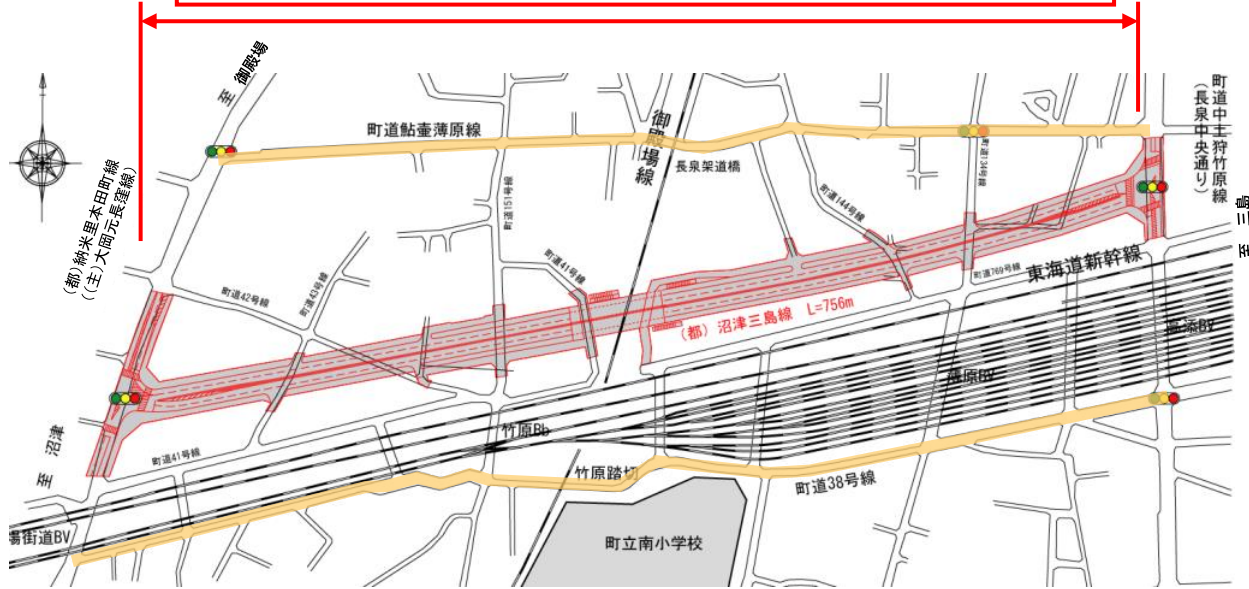 至 御殿場
町道鮎壷薄原線
御殿場線
長泉架道橋
町道134号線
町道中土狩竹原線
(長泉中央通り)
至 三島
(都)納米里本田町線
((主)大岡元長窪線)
町道151号線
町道144号線
町道41号線
町道42号線
町道43号線
町道769号線
東海道新幹線
(都) 沼津三島線 L=756m
薄原BV
至 沼津
町道41号線
竹原Bb
竹原踏切
町道38号線
町立南小学校
場街道BV